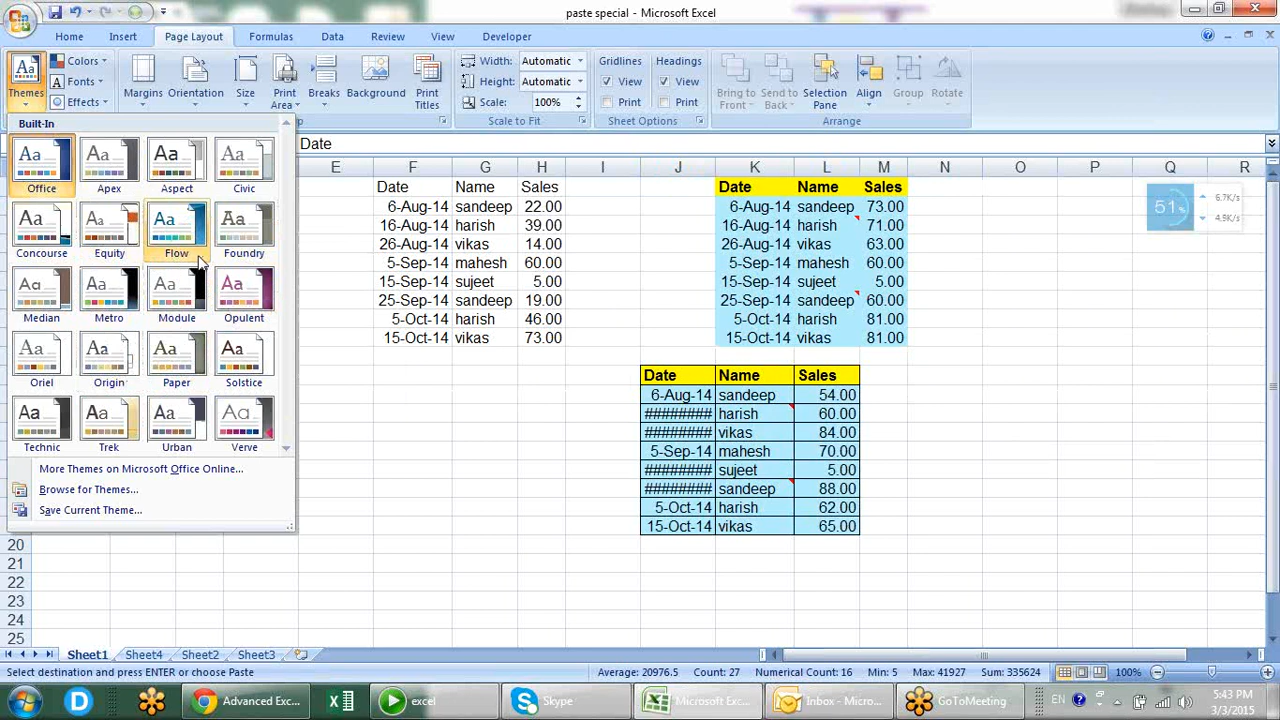 paste special - Microsoft Excel
Home Insert Page Layout Formulas Data Review View Developer
Themes Colors Fonts Effects Margins Orientation Size Print Area Breaks Background Print Titles
Width: Automatic
Height: Automatic
Scale: 100%
Gridlines Headings
View View
Print Print
Bring to Front Send to Back Selection Pane Align Group Rotate
Scale to Fit Sheet Options Arrange
Built-In
Date
E F G H I J K L M N O P Q R
Office Apex Aspect Civic
Concourse Equity Flow Foundry
Median Metro Module Opulent
Oriel Origin Paper Solstice
Technic Trek Urban Verve
More Themes on Microsoft Office Online...
Browse for Themes...
Save Current Theme...
Date Name Sales
6-Aug-14 sandeep 22.00
16-Aug-14 harish 39.00
26-Aug-14 vikas 14.00
5-Sep-14 mahesh 60.00
15-Sep-14 sujeet 5.00
25-Sep-14 sandeep 19.00
5-Oct-14 harish 46.00
15-Oct-14 vikas 73.00
Date Name Sales
6-Aug-14 sandeep 73.00
16-Aug-14 harish 71.00
26-Aug-14 vikas 63.00
5-Sep-14 mahesh 60.00
15-Sep-14 sujeet 5.00
25-Sep-14 sandeep 60.00
5-Oct-14 harish 81.00
15-Oct-14 vikas 81.00
51%
6.7K/s
4.9K/s
Date Name Sales
6-Aug-14 sandeep 54.00
######## harish 60.00
######## vikas 84.00
5-Sep-14 mahesh 70.00
######## sujeet 5.00
######## sandeep 88.00
5-Oct-14 harish 62.00
15-Oct-14 vikas 65.00
20
21
22
23
24
25
Sheet1 Sheet4 Sheet2 Sheet3
Select destination and press ENTER or choose Paste Average: 20976.5 Count: 27 Numerical Count: 16 Min: 5 Max: 41927 Sum: 335624 100%
Advanced Exc... excel Skype Microsoft Exc... Inbox - Micros... GoToMeeting EN 5:43 PM
3/3/2015